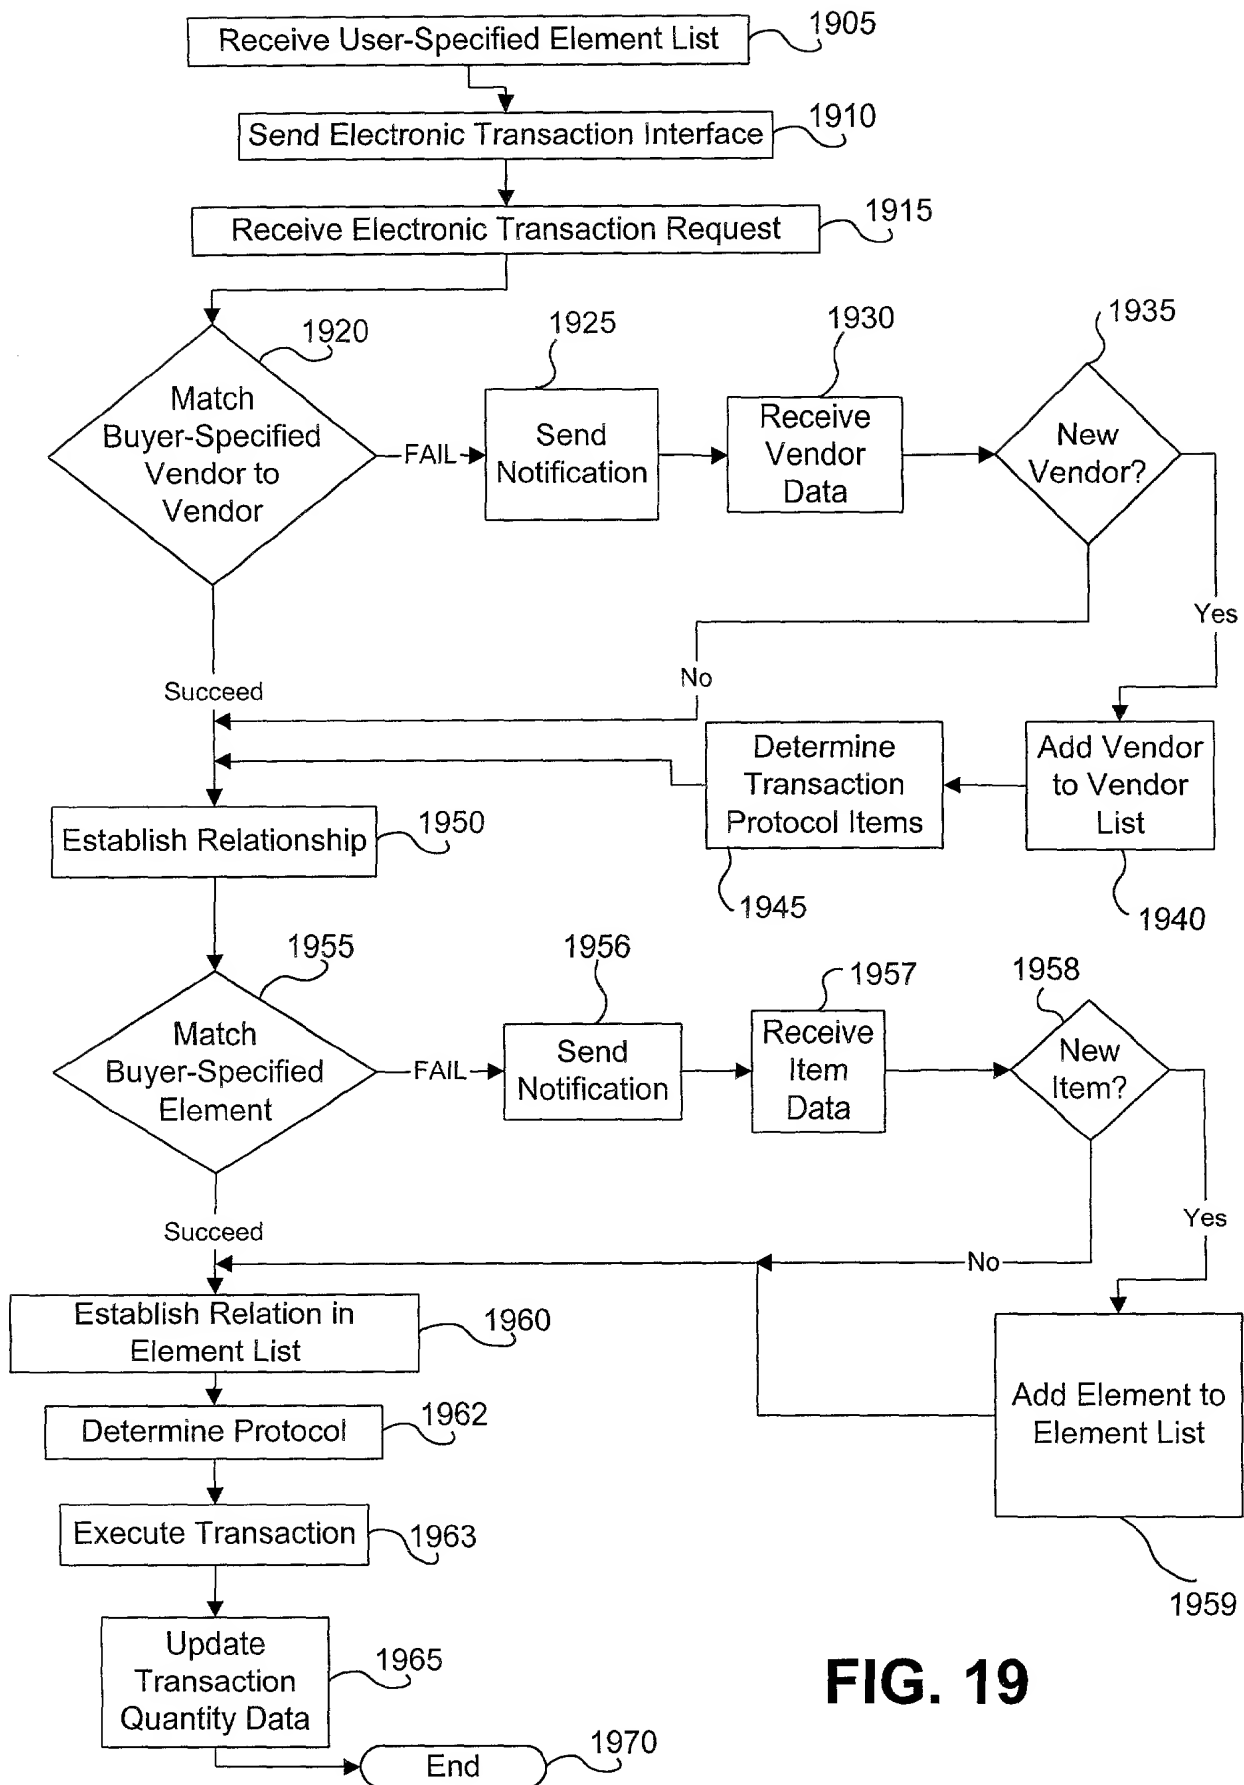 1905
Receive User-Specified Element List
1910
Send Electronic Transaction Interface
1915
Receive Electronic Transaction Request
1920
1925
1930
1935
Match
Buyer-Specified
Vendor to
Vendor
FAIL
Send
Notification
Receive
Vendor
Data
New
Vendor?
Yes
No
Succeed
Determine
Transaction
Protocol Items
Add Vendor
to Vendor
List
1950
Establish Relationship
1945
1940
1955
1956
1957
1958
Match
Buyer-Specified
Element
FAIL
Send
Notification
Receive
Item
Data
New
Item?
Yes
Succeed
No
Establish Relation in
Element List
1960
Add Element to
Element List
1962
Determine Protocol
Execute Transaction
1963
1959
Update
Transaction
Quantity Data
1965
FIG. 19
1970
End